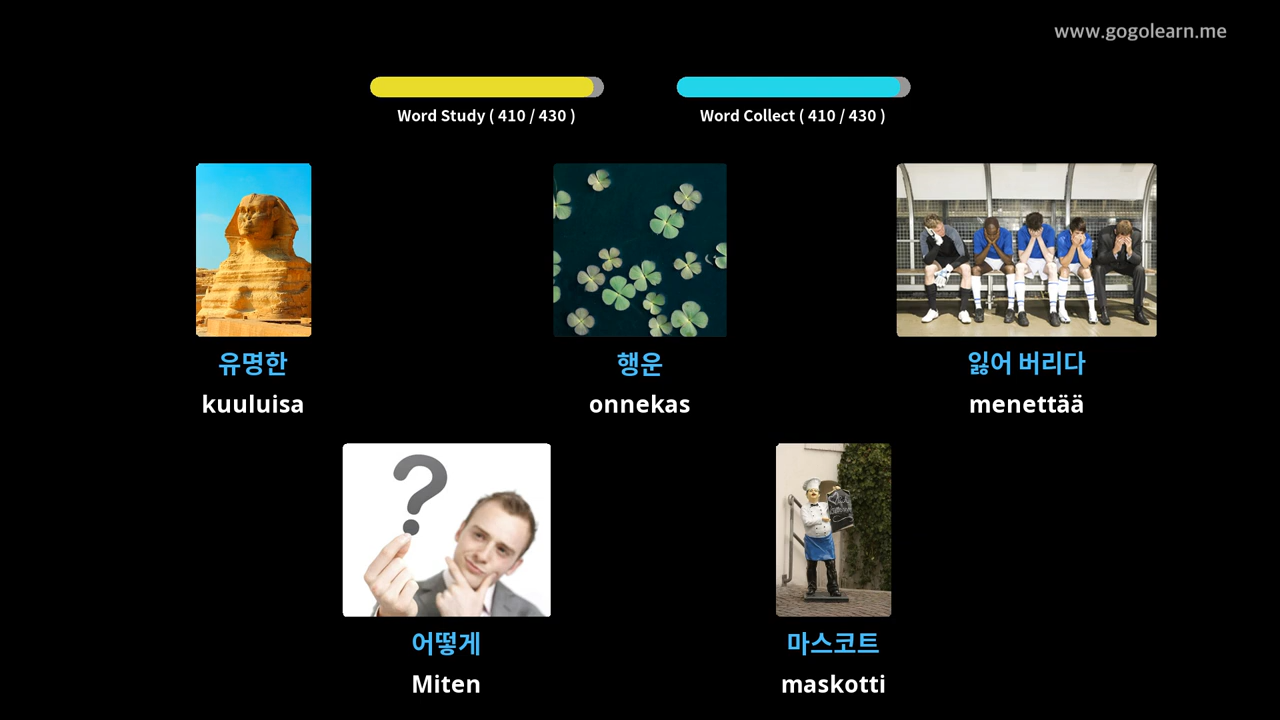 www.gogolearn.me
Word Study ( 410 / 430 )
Word Collect ( 410 / 430 )
유명한
kuuluisa
행운
onnekas
잃어 버리다
menettää
어떻게
Miten
마스코트
maskotti